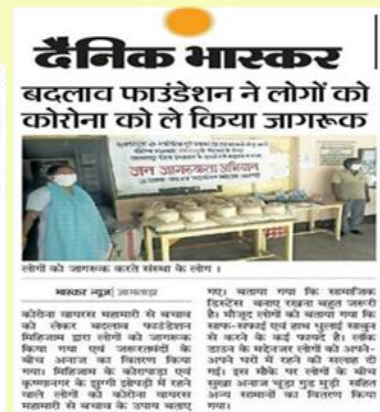 दैनिक भास्कर
बदलाव फाउंडेशन ने लोगों को
कोरोना को ले किया जागरूक
जन जागरूकता अभियान
लोगों को जागरूक करते संस्था के लोग ।
भास्कर न्यूज | जामताड़ा
कोरोना वायरस महामारी से बचाव
को लेकर बदलाव फाउंडेशन
मिहिजाम द्वारा लोगों को जागरूक
किया गया एवं जरूरतमंदों के
बीच अनाज का वितरण किया
गया। मिहिजाम के कोरापाड़ा एवं
कृष्णानगर के झुग्गी झोपड़ी में रहने
वाले लोगों को कोरोना वायरस
महामारी से बचाव के उपाय बताए
गए। बताया गया कि सामाजिक
डिस्टेंस बनाए रखना बहुत जरूरी
है। मौजूद लोगों को बताया गया कि
साफ-सफाई एवं हाथ धुलाई साबुन
से करने के कई फायदे हैं। लॉक
डाउन के मद्देनजर लोगों को अपने-
अपने घरों में रहने की सलाह दी
गई। इस मौके पर लोगों के बीच
सूखा अनाज चूड़ा गुड़ मुड़ी सहित
अन्य सामानों का वितरण किया
गया।